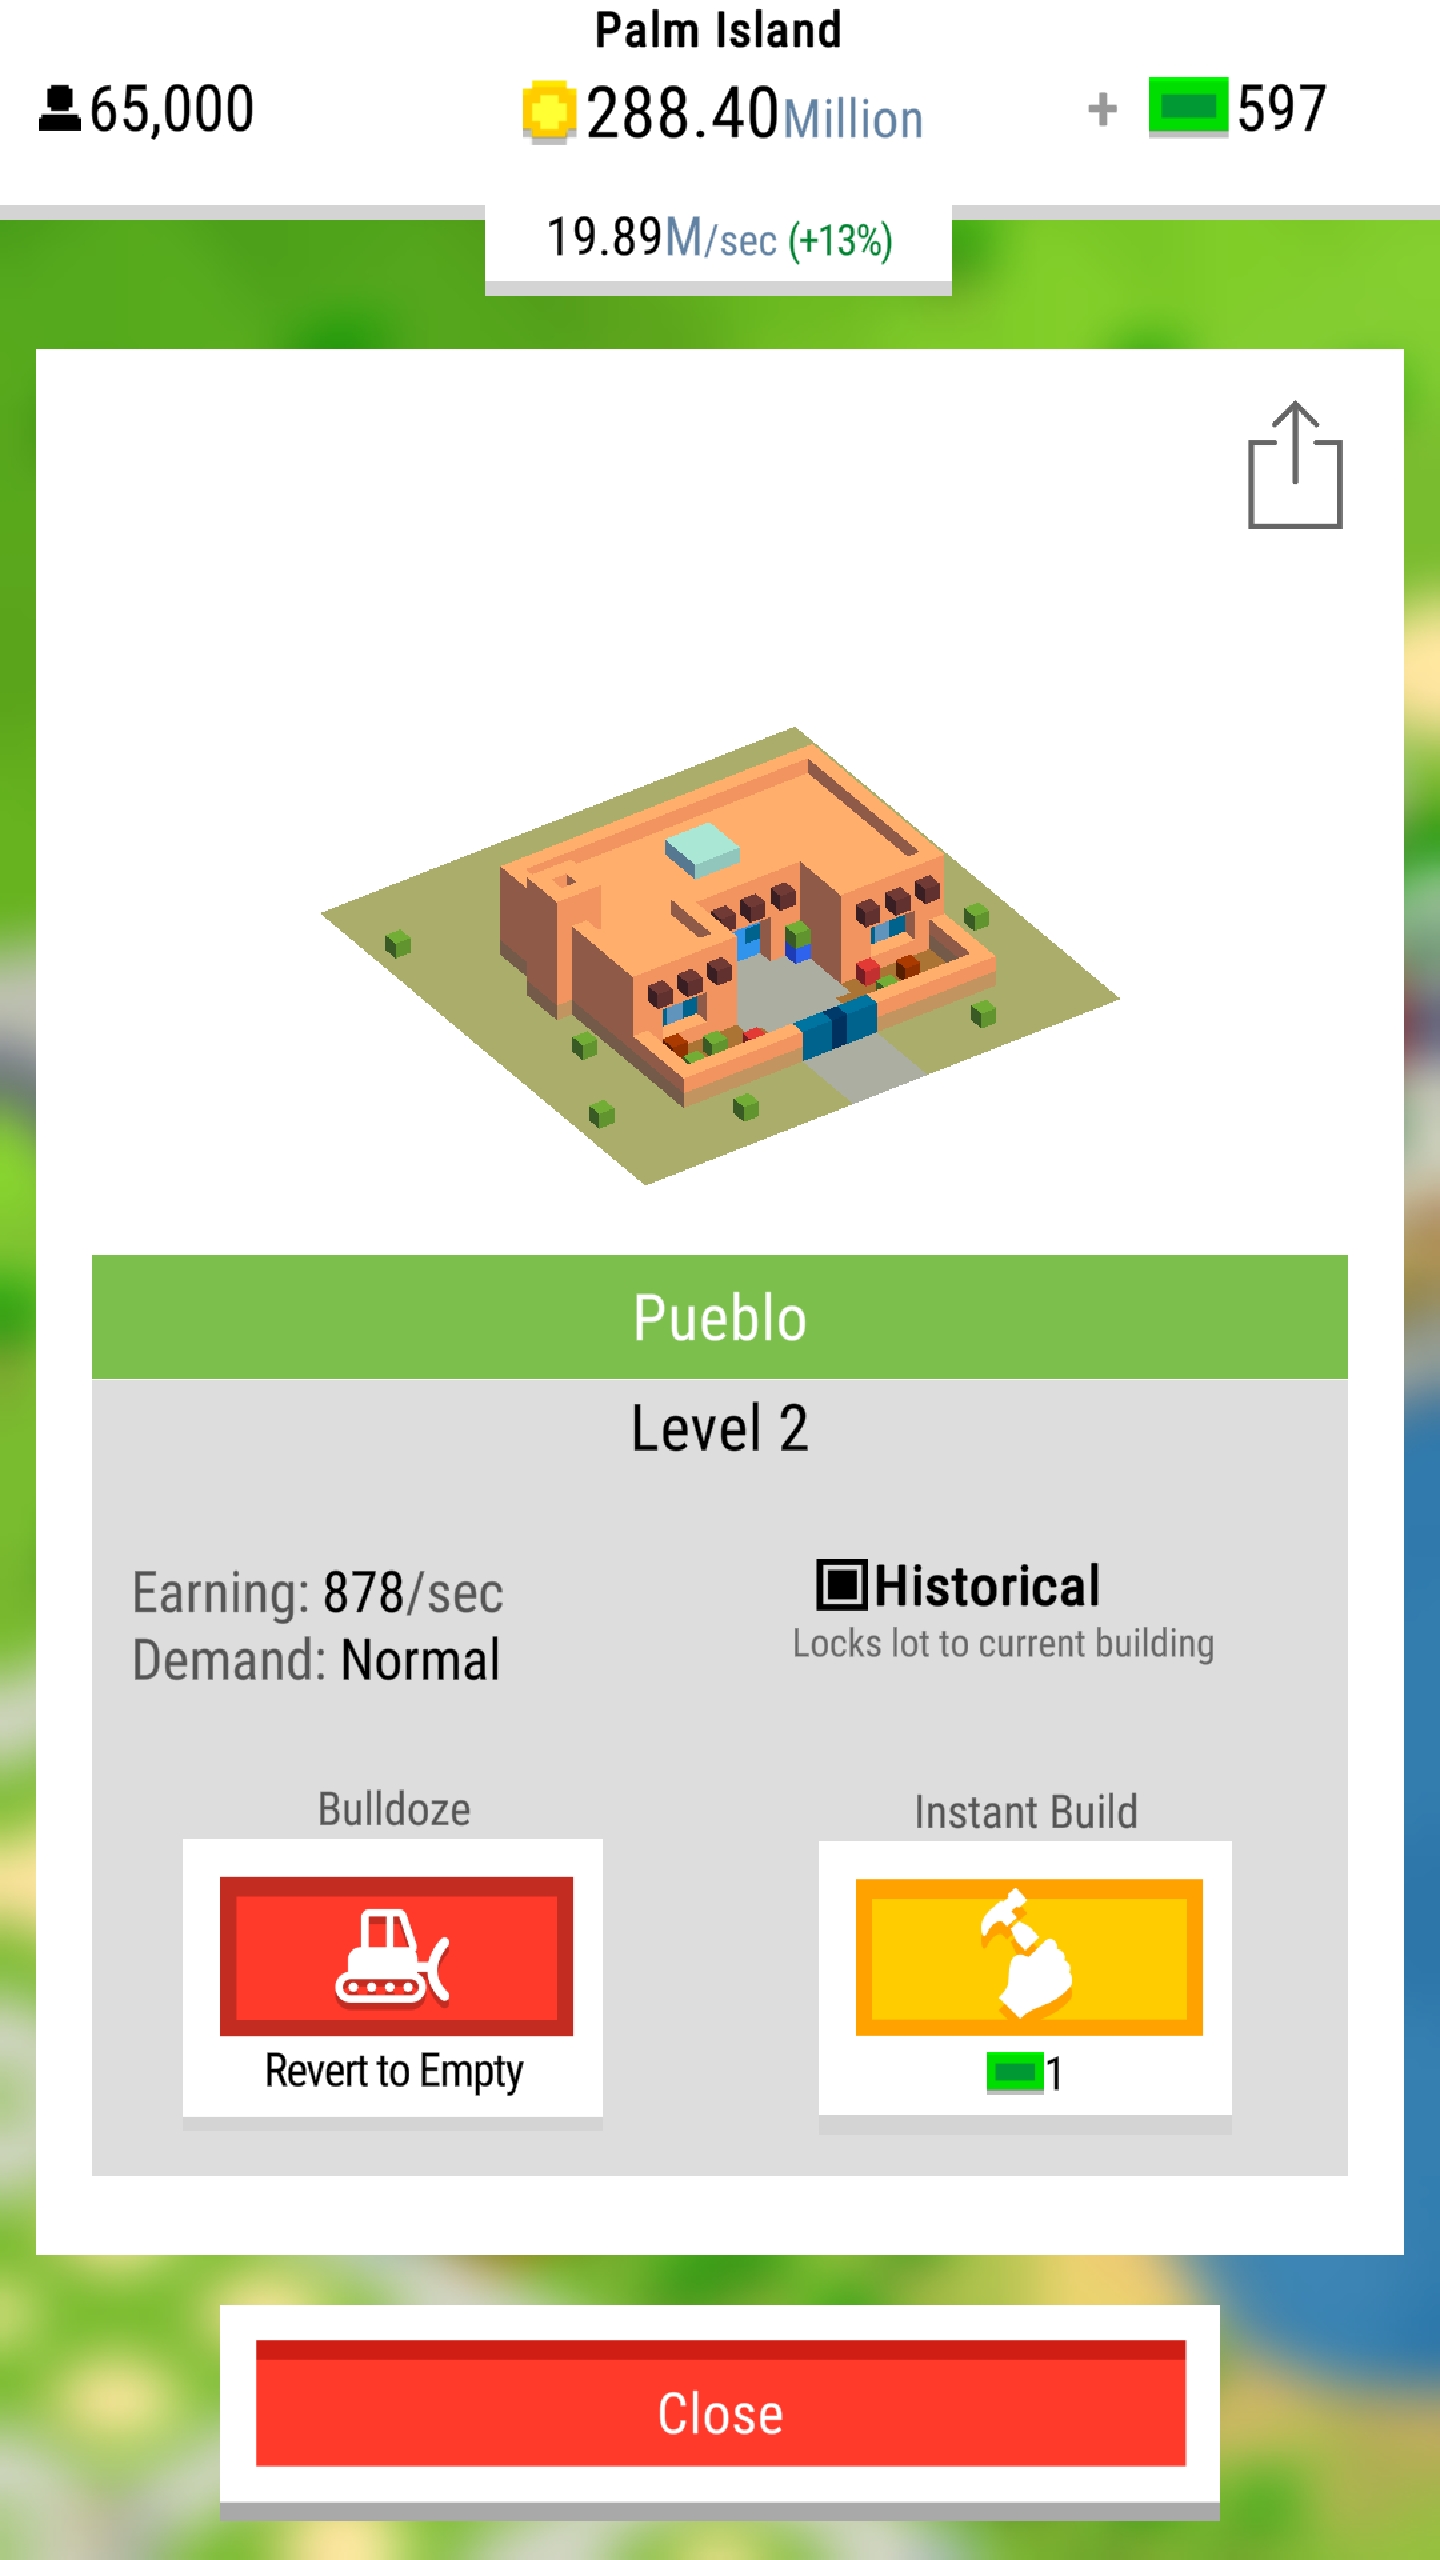 Palm Island
65,000
288.40Million
+ 597
19.89M/sec (+13%)
Pueblo
Level 2
Earning: 878/sec
Demand: Normal
Historical
Locks lot to current building
Bulldoze
Revert to Empty
Instant Build
1
Close